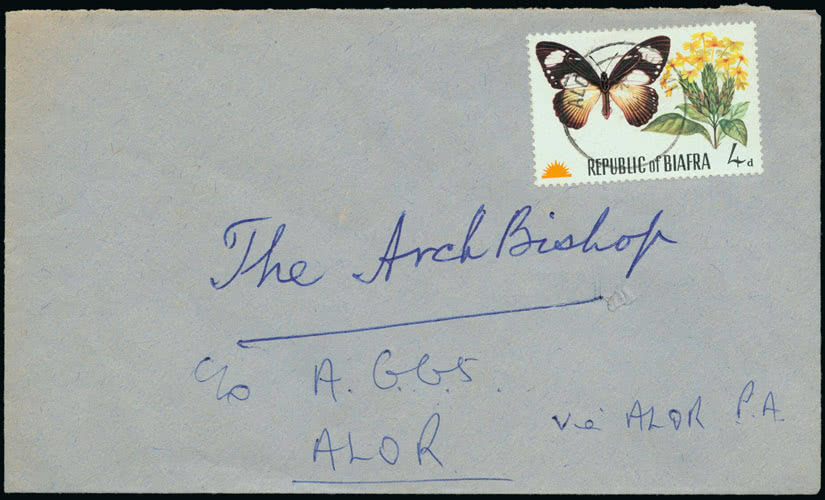 REPUBLIC of BIAFRA 4d
The ArchBishop
c/o A.G.G.S.
ALOR
via ALOR P.A.